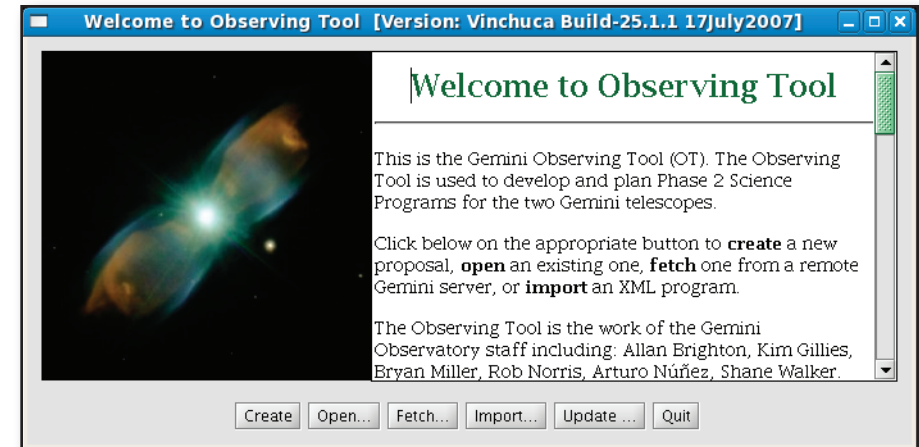 Welcome to Observing Tool [Version: Vinchuca Build-25.1.1 17July2007]
Welcome to Observing Tool
This is the Gemini Observing Tool (OT). The Observing
Tool is used to develop and plan Phase 2 Science
Programs for the two Gemini telescopes.
Click below on the appropriate button to create a new
proposal, open an existing one, fetch one from a remote
Gemini server, or import an XML program.
The Observing Tool is the work of the Gemini
Observatory staff including: Allan Brighton, Kim Gillies,
Bryan Miller, Rob Norris, Arturo Núñez, Shane Walker.
Create Open... Fetch... Import... Update ... Quit